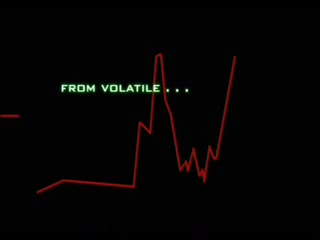 FROM VOLATILE . . .